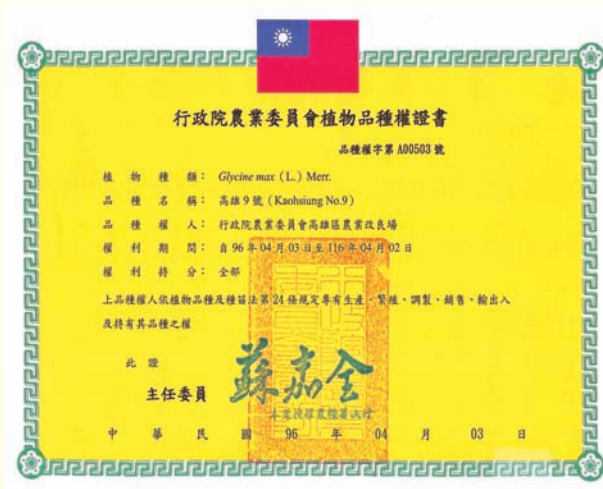 行政院農業委員會植物品種權證書
品種權字第 A00503 號
植物種類：Glycine max (L.) Merr.
品種名稱：高雄 9 號 (Kaohsiung No.9)
品種權人：行政院農業委員會高雄區農業改良場
權利期間：自 96 年 04 月 03 日至 116 年 04 月 02 日
權利持分：全部
上品種權人依植物品種及種苗法第 24 條規定專有生產、繁殖、調製、銷售、輸出入
及持有其品種之權
此證
主任委員 蘇嘉全
中華民國 96 年 04 月 03 日